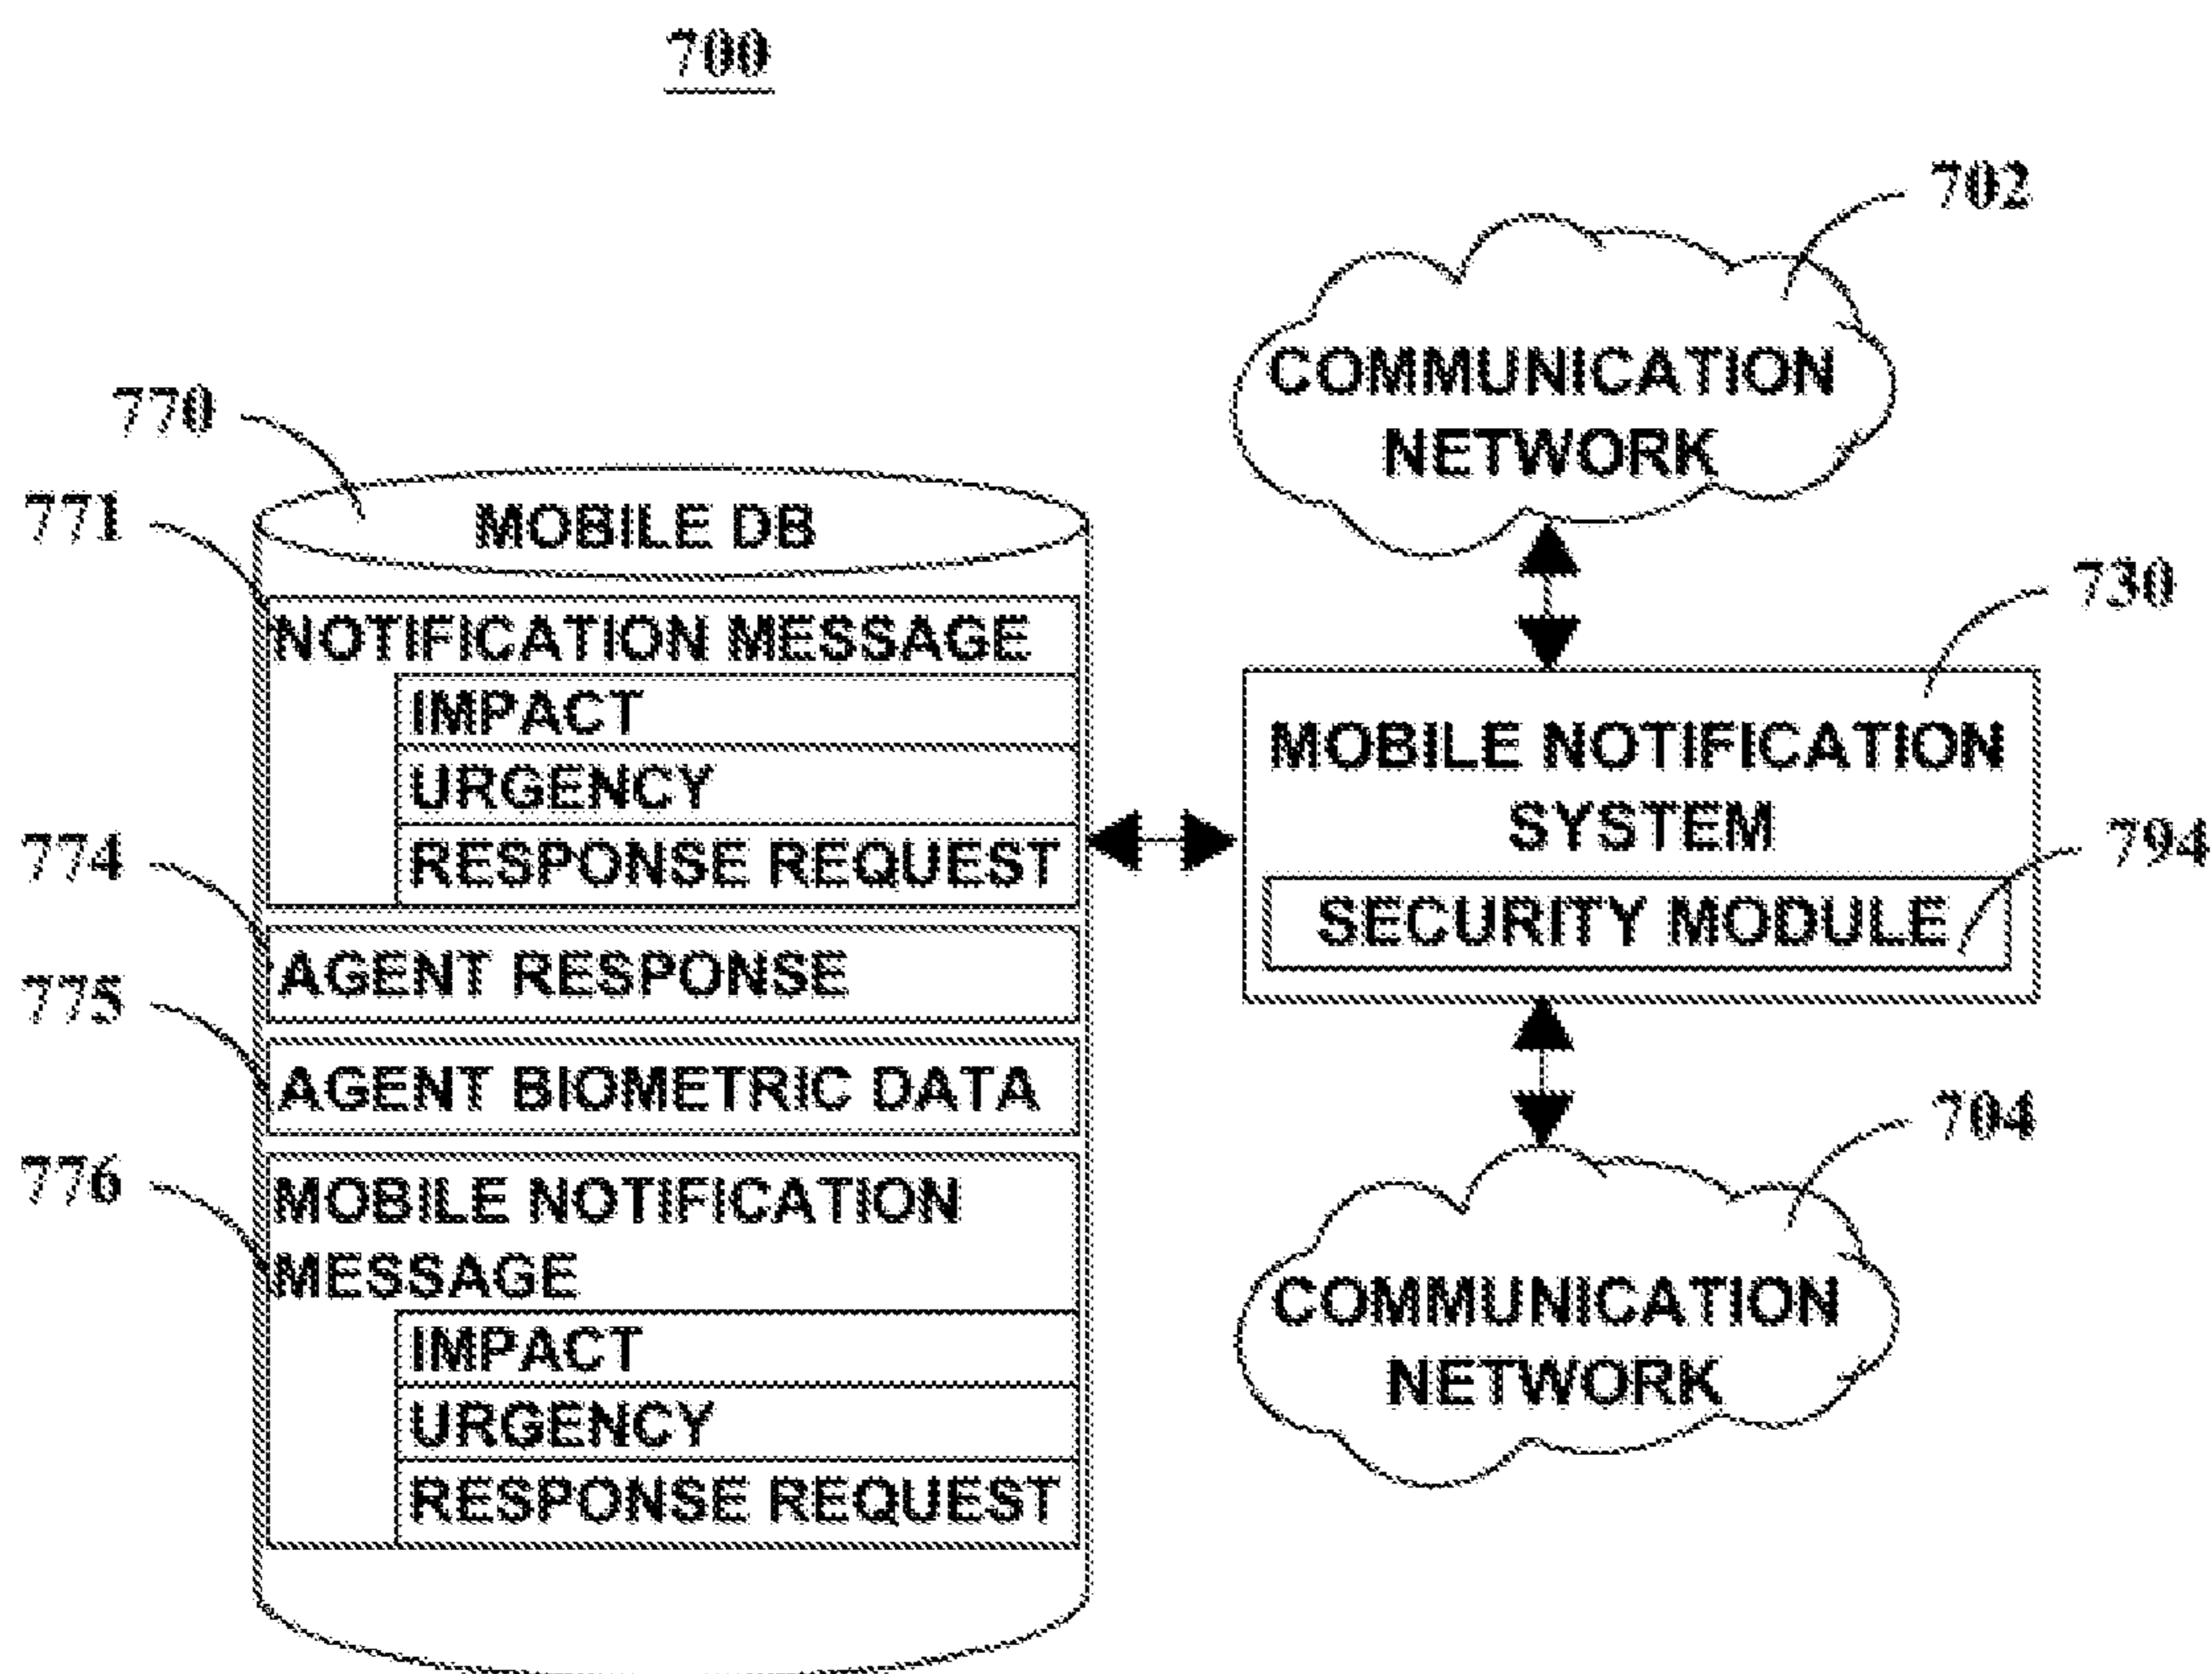 700
702
COMMUNICATION
NETWORK
770
MOBILE DB
771
NOTIFICATION MESSAGE
IMPACT
URGENCY
RESPONSE REQUEST
730
MOBILE NOTIFICATION
SYSTEM
794
SECURITY MODULE
774
AGENT RESPONSE
775
AGENT BIOMETRIC DATA
776
MOBILE NOTIFICATION
MESSAGE
IMPACT
URGENCY
RESPONSE REQUEST
704
COMMUNICATION
NETWORK